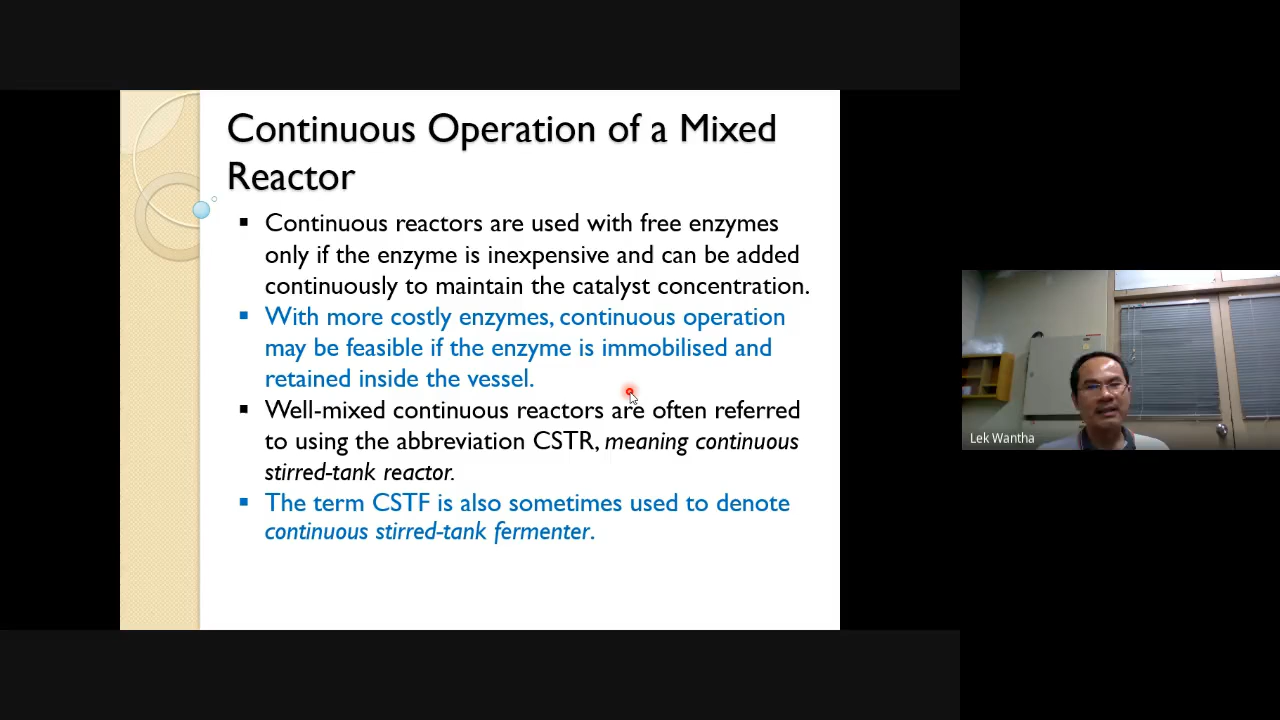 Continuous Operation of a Mixed
Reactor
▪ Continuous reactors are used with free enzymes
only if the enzyme is inexpensive and can be added
continuously to maintain the catalyst concentration.
▪ With more costly enzymes, continuous operation
may be feasible if the enzyme is immobilised and
retained inside the vessel.
▪ Well-mixed continuous reactors are often referred
to using the abbreviation CSTR, meaning continuous
stirred-tank reactor.
▪ The term CSTF is also sometimes used to denote
continuous stirred-tank fermenter.
Lek Wantha